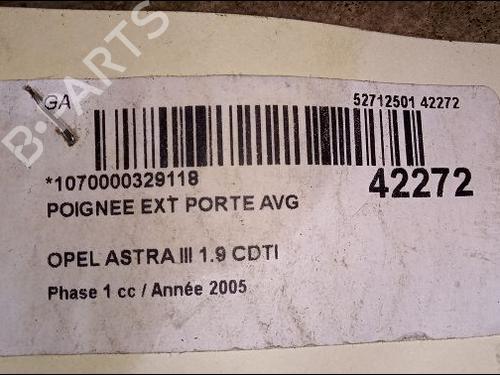 GA
52712501 42272
*1070000329118
42272
POIGNEE EXT PORTE AVG
OPEL ASTRA III 1.9 CDTI
Phase 1 cc / Année 2005
B-PARTS